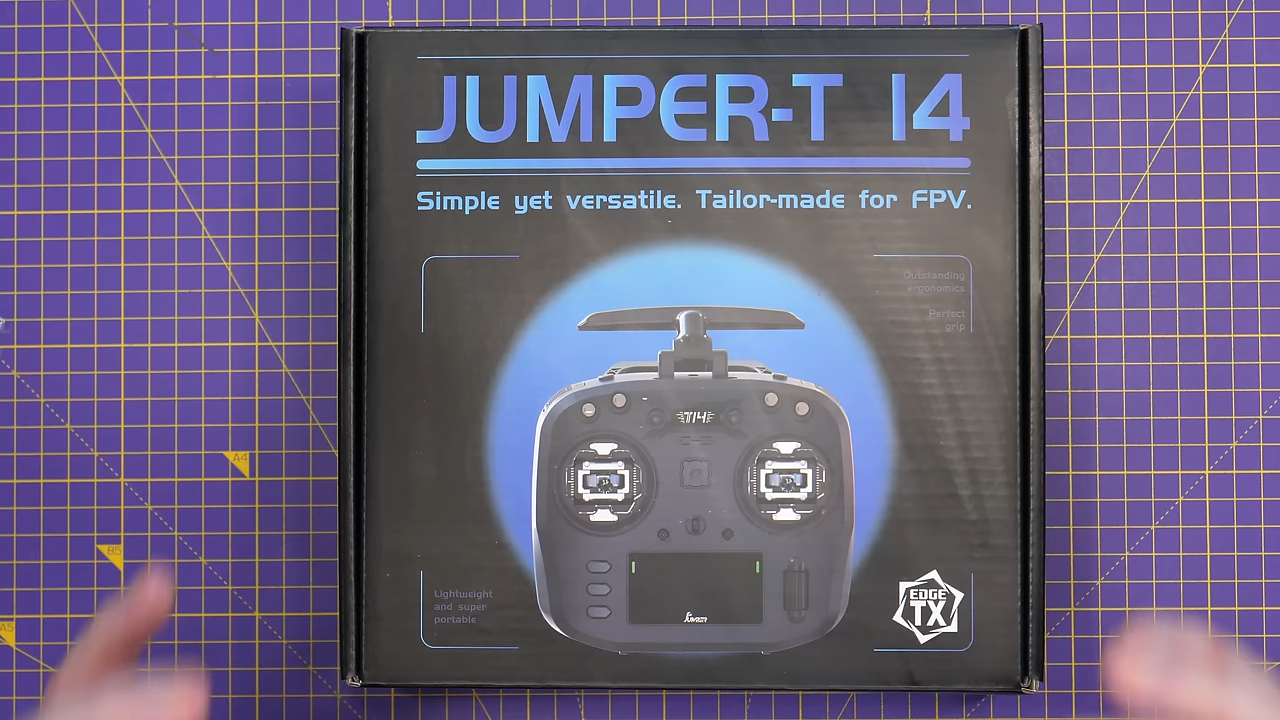 JUMPER-T 14
Simple yet versatile. Tailor-made for FPV.
Outstanding
ergonomics
Perfect
grip
T14
A4
B5
A5
Lightweight
and super
portable
EDGE
TX
JUMPER